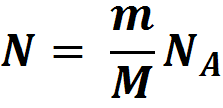 N = m/M N_A